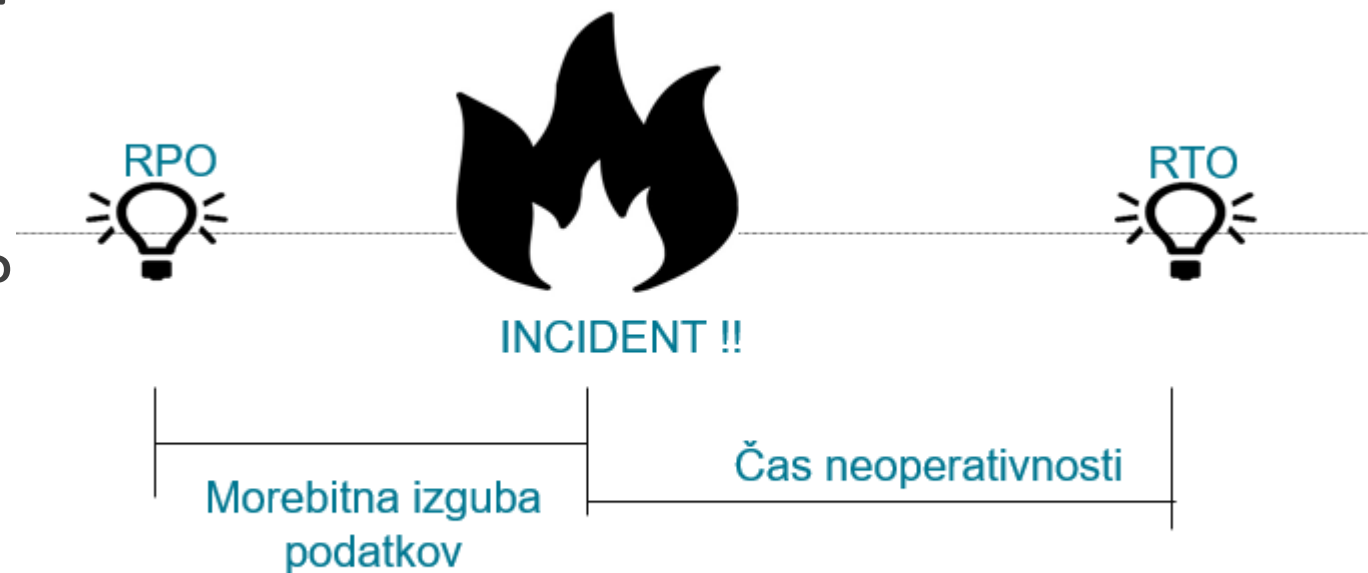 RPO
RTO
INCIDENT !!
Čas neoperativnosti
Morebitna izguba
podatkov